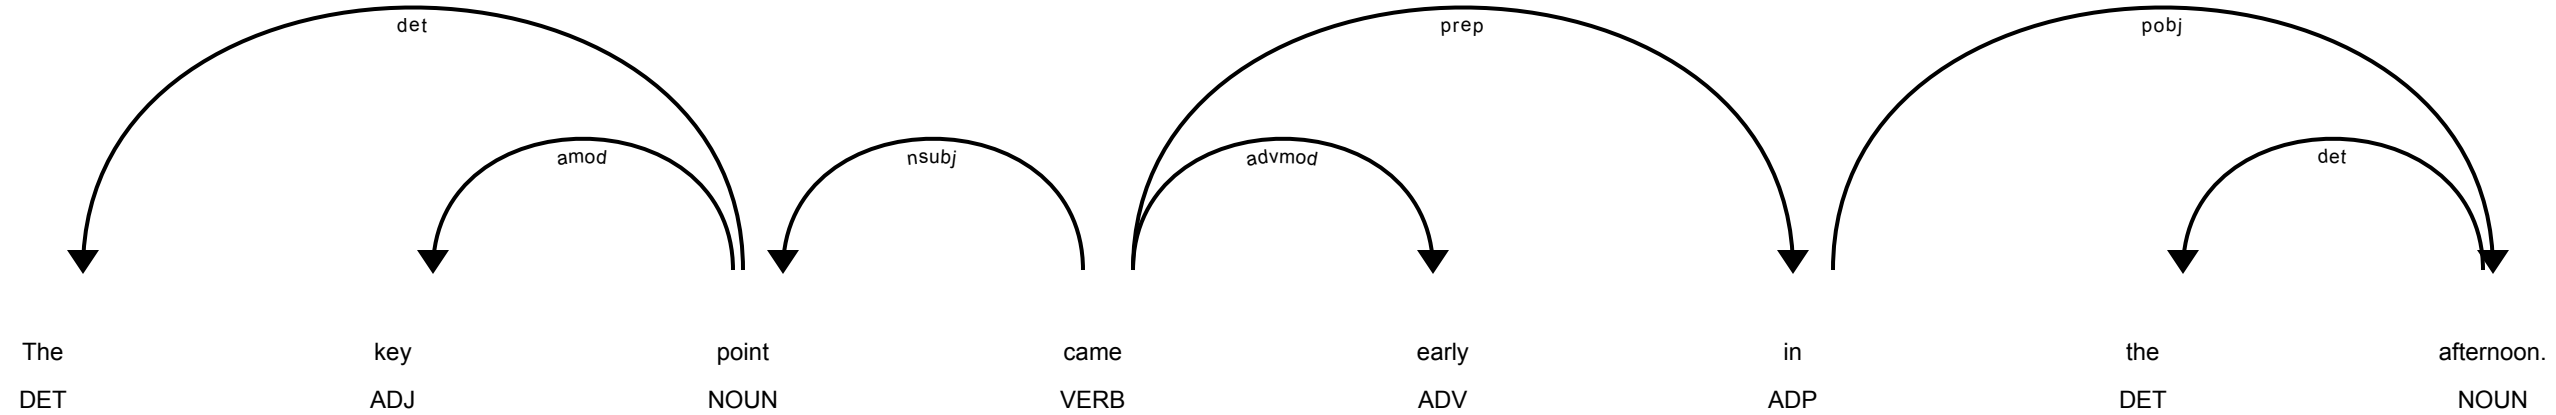 det prep pobj
amod nsubj advmod det
The key point came early in the afternoon.
DET ADJ NOUN VERB ADV ADP DET NOUN